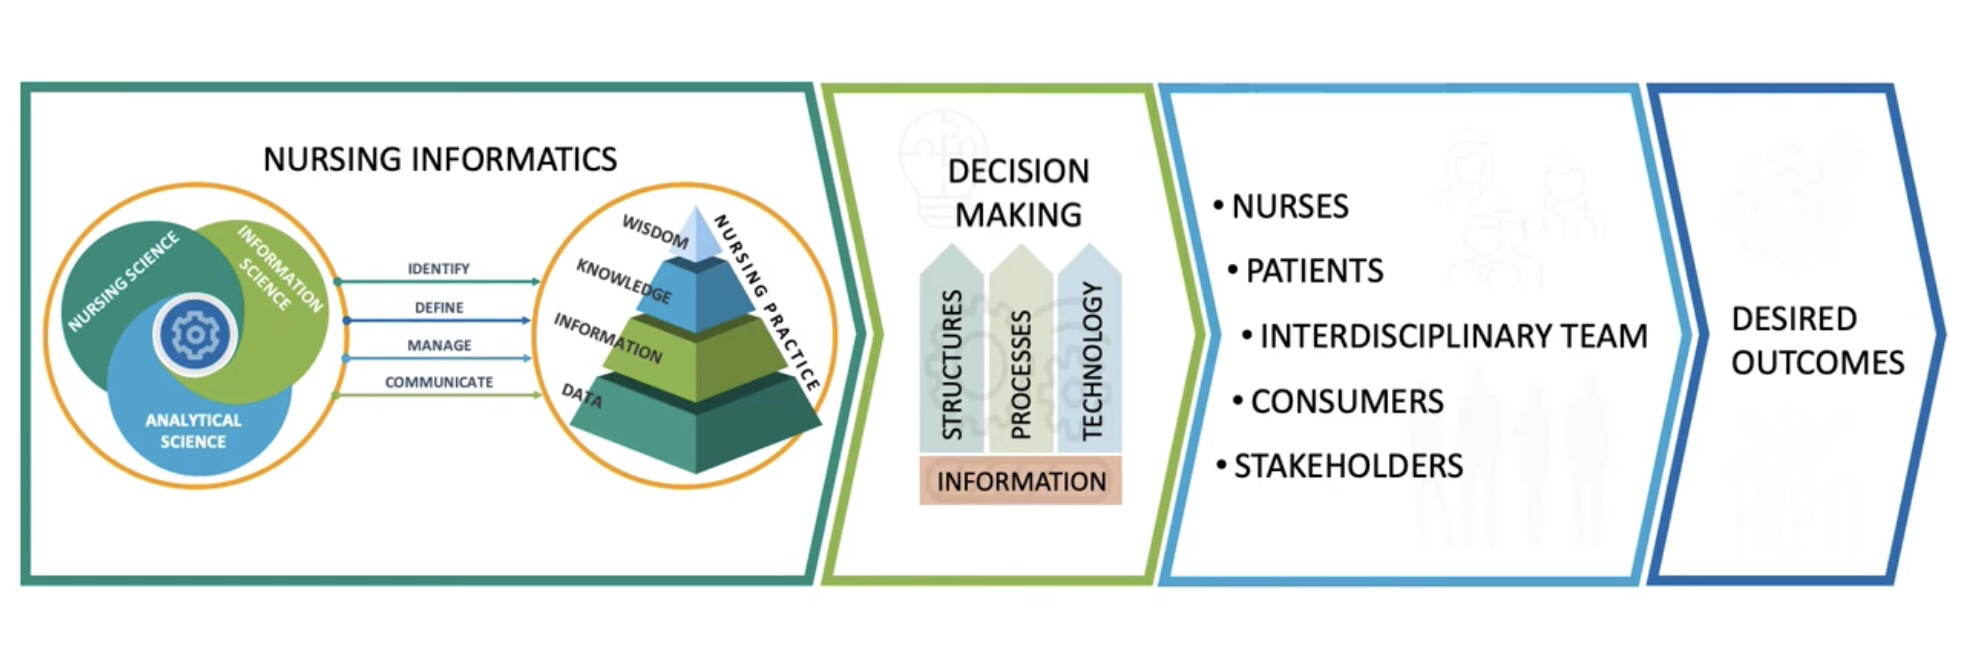 NURSING INFORMATICS
NURSING SCIENCE
INFORMATION
SCIENCE
ANALYTICAL
SCIENCE
IDENTIFY
DEFINE
MANAGE
COMMUNICATE
WISDOM
KNOWLEDGE
INFORMATION
DATA
NURSING PRACTICE
DECISION
MAKING
STRUCTURES
PROCESSES
TECHNOLOGY
INFORMATION
• NURSES
• PATIENTS
• INTERDISCIPLINARY TEAM
• CONSUMERS
• STAKEHOLDERS
DESIRED
OUTCOMES